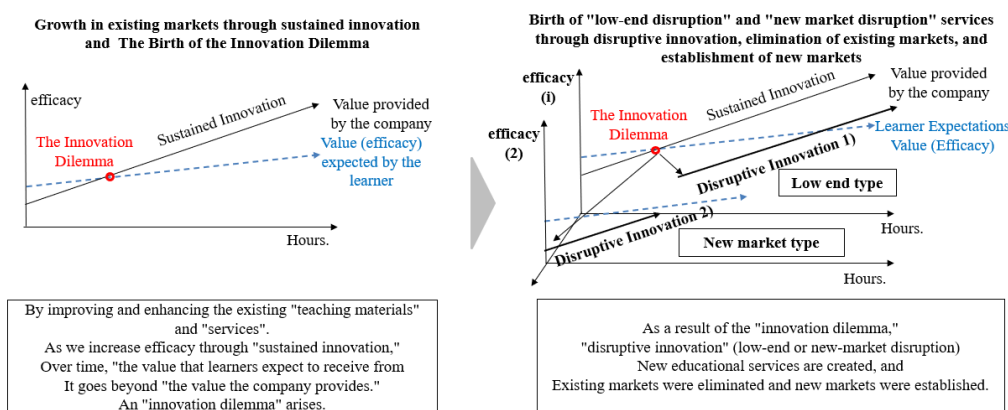 Growth in existing markets through sustained innovation
and The Birth of the Innovation Dilemma
efficacy
The Innovation
Dilemma
Sustained Innovation
Value provided
by the company
Value (efficacy)
expected by the
learner
Hours.
By improving and enhancing the existing "teaching materials"
and "services".
As we increase efficacy through "sustained innovation,"
Over time, "the value that learners expect to receive from
It goes beyond "the value the company provides."
An "innovation dilemma" arises.
Birth of "low-end disruption" and "new market disruption" services
through disruptive innovation, elimination of existing markets, and
establishment of new markets
efficacy
(i)
efficacy
(2)
The Innovation
Dilemma
Sustained Innovation
Value provided
by the company
Learner Expectations
Value (Efficacy)
Disruptive Innovation 1)
Low end type
Hours.
Disruptive Innovation 2)
New market type
Hours.
As a result of the "innovation dilemma,"
"disruptive innovation" (low-end or new-market disruption)
New educational services are created, and
Existing markets were eliminated and new markets were established.